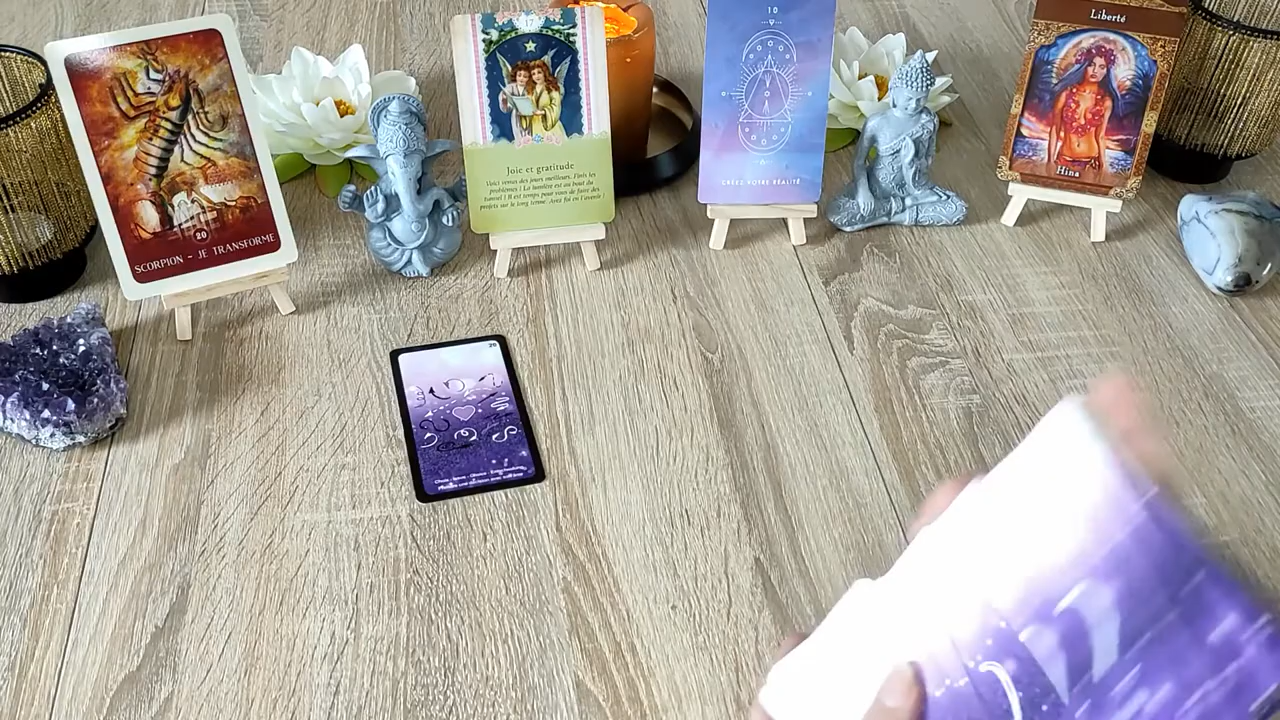 20
SCORPION - JE TRANSFORME
17
Joie et gratitude
Voici venus des jours meilleurs. Finis les
problèmes ! La lumière est au bout du
tunnel ! Il est temps pour vous de faire des
projets sur le long terme. Ayez foi en l'avenir !
10
CRÉEZ VOTRE RÉALITÉ
Liberté
Hina
20